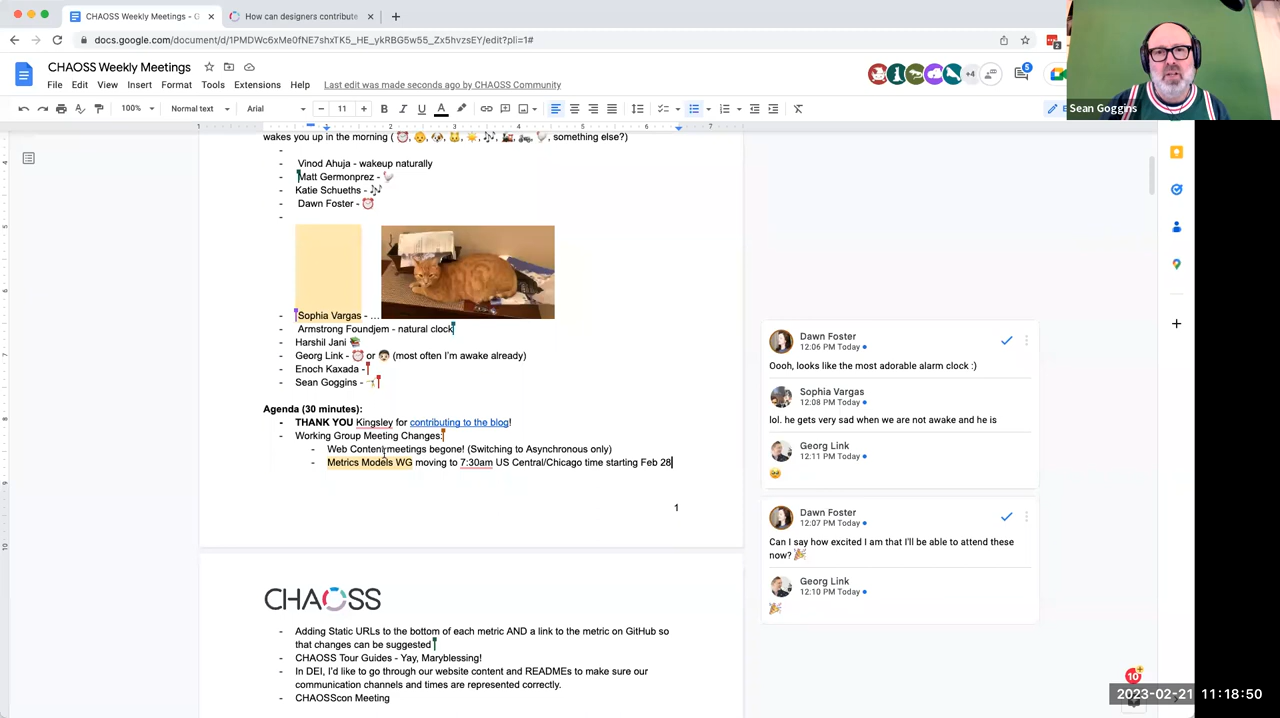 CHAOSS Weekly Meetings - G
How can designers contribute
docs.google.com/document/d/1PMDWc6xMe0fNE7shxTK5_HE_ykRBG5w55_Zx5hvzsEY/edit?pli=1#
CHAOSS Weekly Meetings
File Edit View Insert Format Tools Extensions Help Last edit was made seconds ago by CHAOSS Community
+4
5
100% Normal text Arial 11
Sean Goggins
wakes you up in the morning ( ⏰, 😴, 🐶, 🐱, ☀️, 🎶, 🚂, 🏍, 🐓, something else?)
- Vinod Ahuja - wakeup naturally
- Matt Germonprez - 🐓
- Katie Schueths - 🎶
- Dawn Foster - ⏰
- Sophia Vargas - ...
- Armstrong Foundjem - natural clock
- Harshil Jani 📚
- Georg Link - ⏰ or 👦 (most often I'm awake already)
- Enoch Kaxada -
- Sean Goggins -
Agenda (30 minutes):
- THANK YOU Kingsley for contributing to the blog!
- Working Group Meeting Changes:
- Web Conten meetings begone! (Switching to Asynchronous only)
- Metrics Models WG moving to 7:30am US Central/Chicago time starting Feb 28
1
CHAOSS
- Adding Static URLs to the bottom of each metric AND a link to the metric on GitHub so
that changes can be suggested
- CHAOSS Tour Guides - Yay, Maryblessing!
- In DEI, I'd like to go through our website content and READMEs to make sure our
communication channels and times are represented correctly.
- CHAOSScon Meeting
Dawn Foster
12:06 PM Today
Oooh, looks like the most adorable alarm clock :)
Sophia Vargas
12:08 PM Today
lol. he gets very sad when we are not awake and he is
Georg Link
12:11 PM Today
🥹
Dawn Foster
12:07 PM Today
Can I say how excited I am that I'll be able to attend these
now? 🎉
Georg Link
12:10 PM Today
🎉
10
2023-02-21 11:18:50